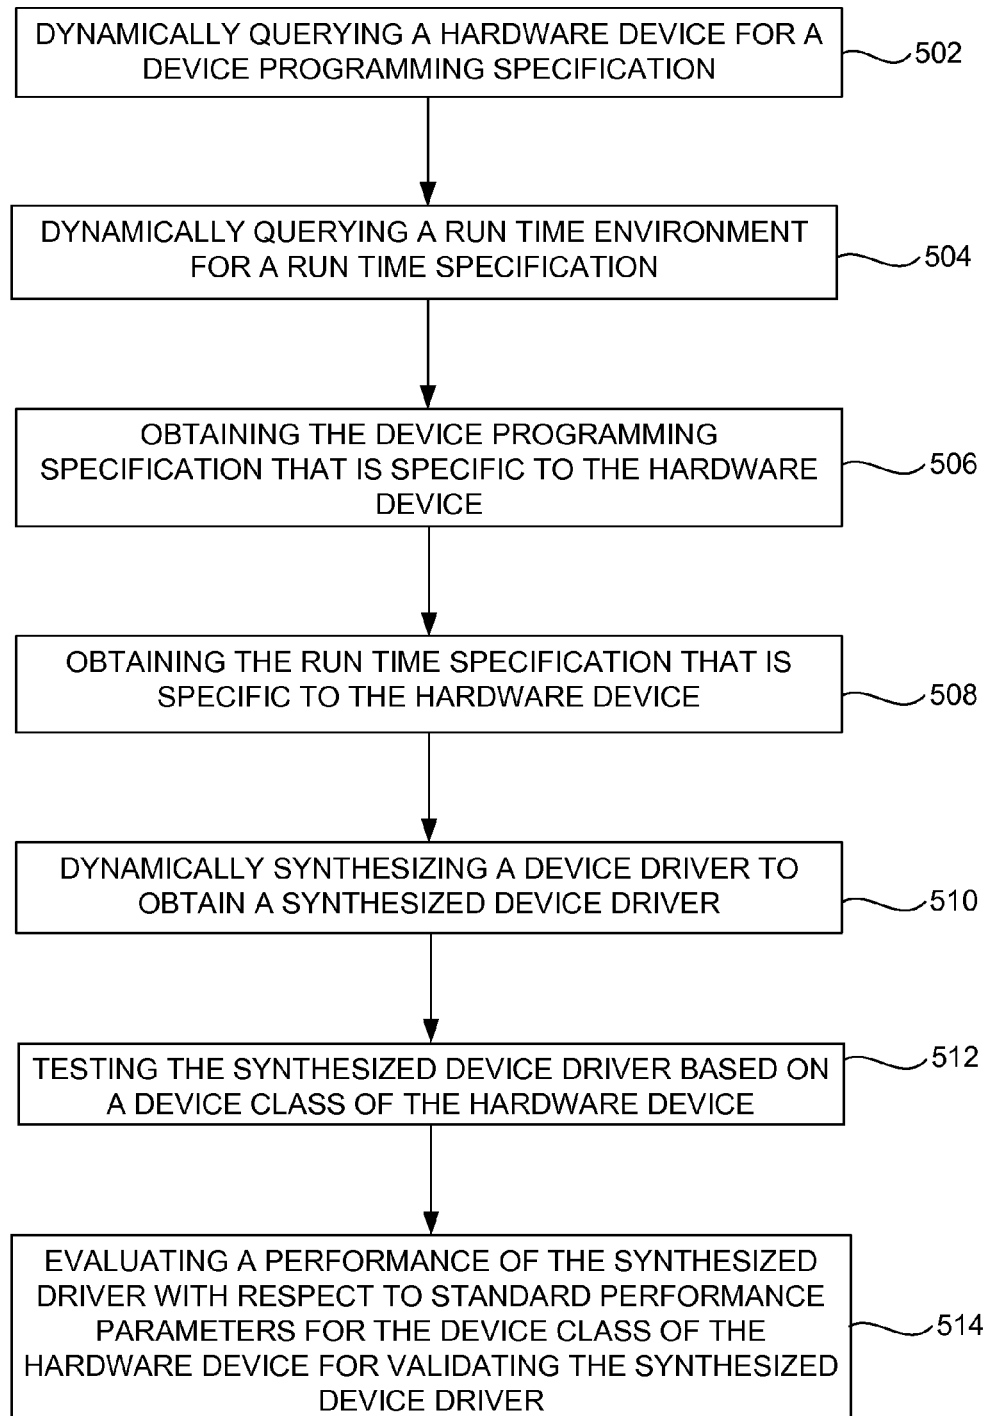 DYNAMICALLY QUERYING A HARDWARE DEVICE FOR A
DEVICE PROGRAMMING SPECIFICATION
502
DYNAMICALLY QUERYING A RUN TIME ENVIRONMENT
FOR A RUN TIME SPECIFICATION
504
OBTAINING THE DEVICE PROGRAMMING
SPECIFICATION THAT IS SPECIFIC TO THE HARDWARE
DEVICE
506
OBTAINING THE RUN TIME SPECIFICATION THAT IS
SPECIFIC TO THE HARDWARE DEVICE
508
DYNAMICALLY SYNTHESIZING A DEVICE DRIVER TO
OBTAIN A SYNTHESIZED DEVICE DRIVER
510
TESTING THE SYNTHESIZED DEVICE DRIVER BASED ON
A DEVICE CLASS OF THE HARDWARE DEVICE
512
EVALUATING A PERFORMANCE OF THE SYNTHESIZED
DRIVER WITH RESPECT TO STANDARD PERFORMANCE
PARAMETERS FOR THE DEVICE CLASS OF THE
HARDWARE DEVICE FOR VALIDATING THE SYNTHESIZED
DEVICE DRIVER
514